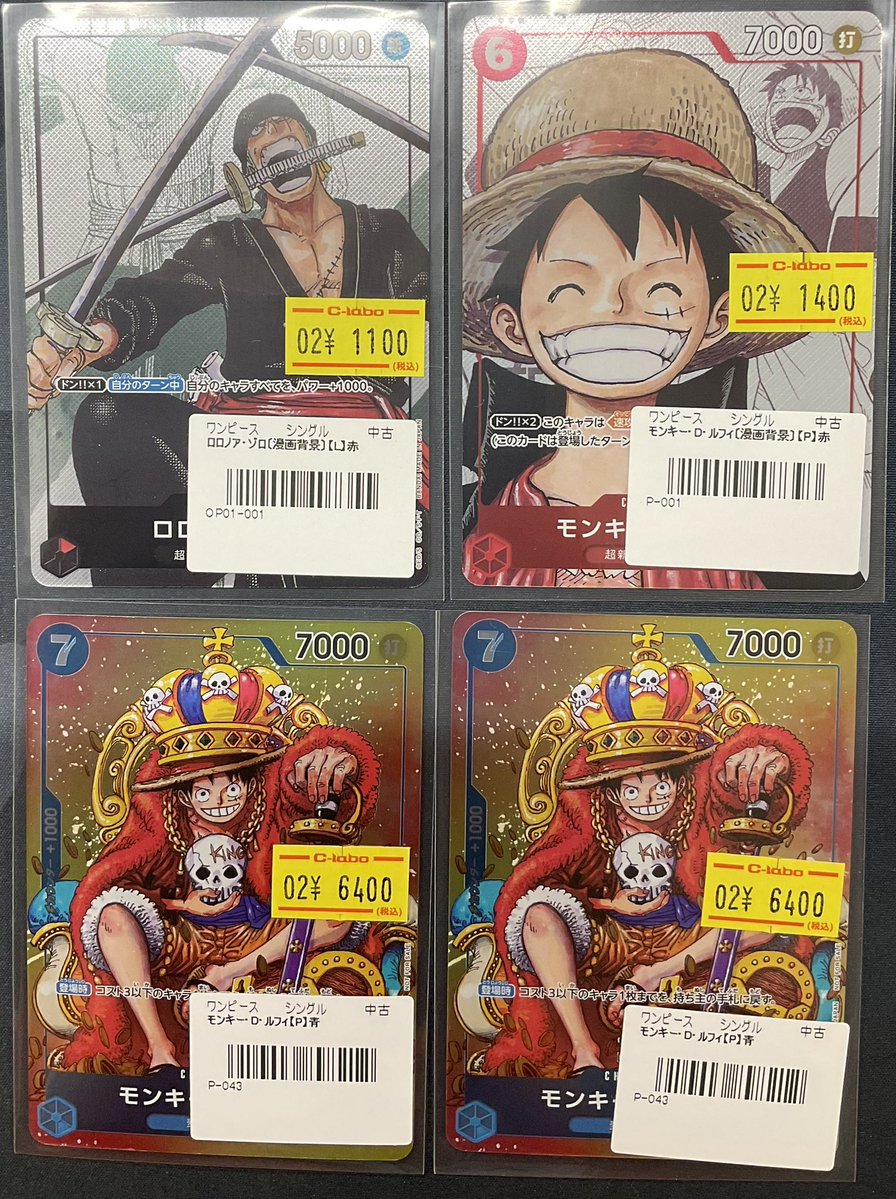 5000
C-labo
02¥ 1100
(税込)
ドン!!×1 自分のターン中 自分のキャラすべてを、パワー+1000。
ワンピース シングル 中古
ロロノア・ゾロ〔漫画背景〕【L】赤
OP01-001
ロロ
超
6
7000 打
C-labo
02¥ 1400
(税込)
ドン!!×2 このキャラは 速攻
(このカードは登場したターン
ワンピース シングル 中古
モンキー・D・ルフィ〔漫画背景〕【P】赤
P-001
モンキ
超新
7
7000 打
カウンター +1000
KING
C-labo
02¥ 6400
(税込)
登場時 コスト3以下のキャラ
NOT FOR SALE
ワンピース シングル 中古
モンキー・D・ルフィ【P】青
P-043
モンキー
7
7000 打
+1000
KING
C-labo
02¥ 6400
(税込)
登場時 コスト3以下のキャラ1枚までを、持ち主の手札に戻す。
NOT FOR SALE
ワンピース シングル 中古
モンキー・D・ルフィ【P】青
P-043
CH
モンキ